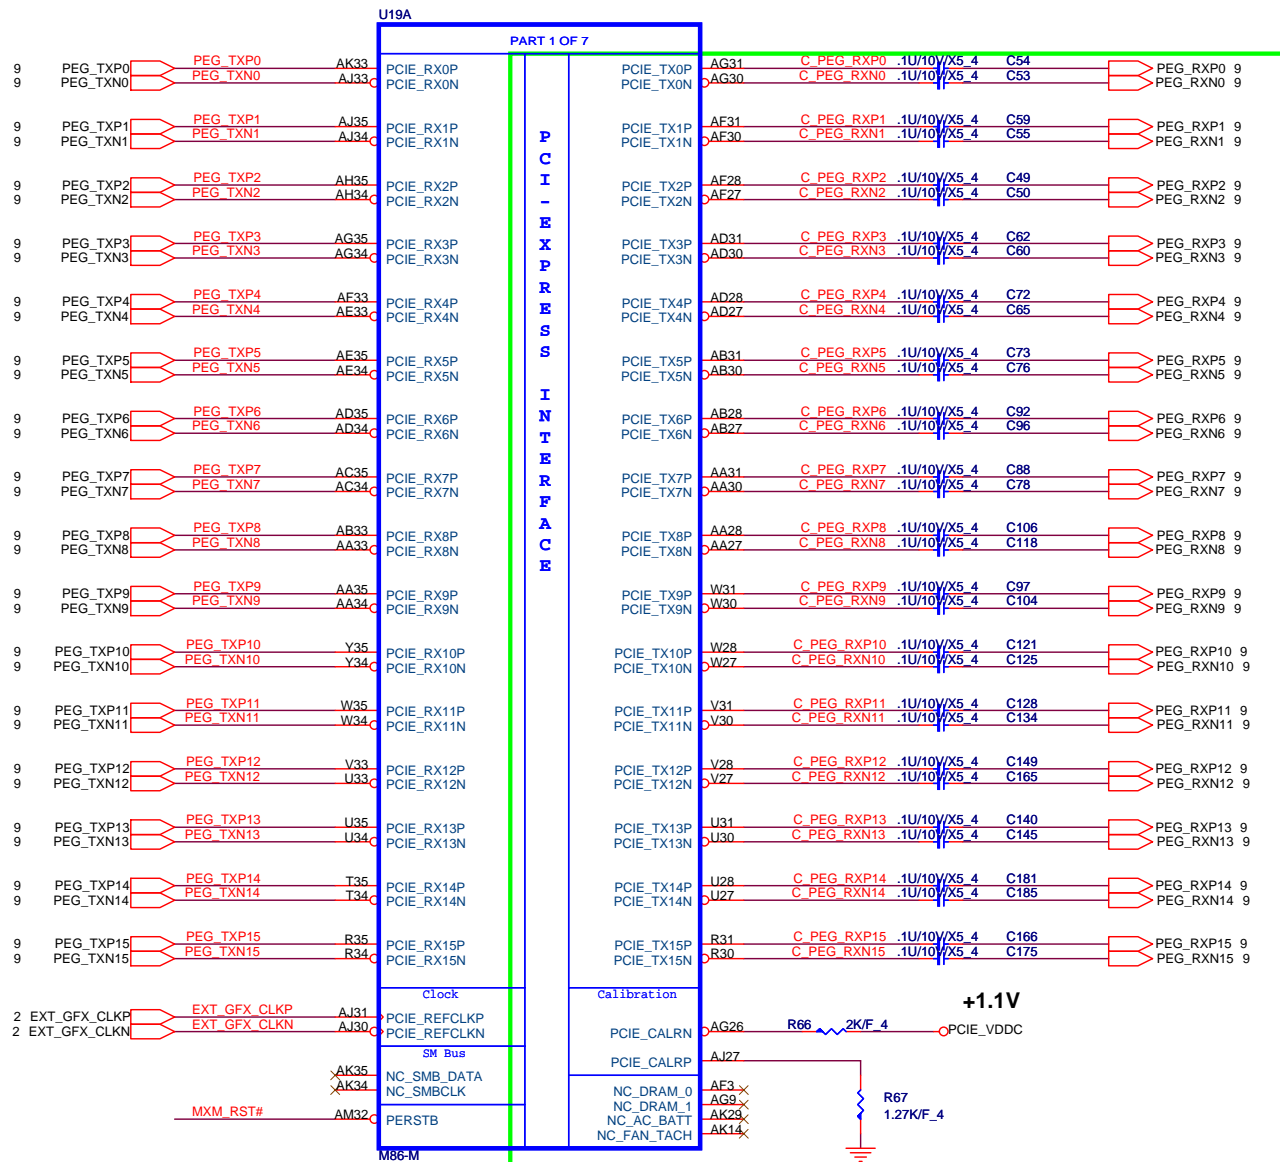 U19A
PART 1 OF 7
9 PEG_TXP0 PEG_TXP0 AK33 PCIE_RX0P PCIE_TX0P AG31 C_PEG_RXP0 .1U/10V/X5_4 C54 PEG_RXP0 9
9 PEG_TXN0 PEG_TXN0 AJ33 PCIE_RX0N PCIE_TX0N AG30 C_PEG_RXN0 .1U/10V/X5_4 C53 PEG_RXN0 9
9 PEG_TXP1 PEG_TXP1 AJ35 PCIE_RX1P PCIE_TX1P AF31 C_PEG_RXP1 .1U/10V/X5_4 C59 PEG_RXP1 9
9 PEG_TXN1 PEG_TXN1 AJ34 PCIE_RX1N PCIE_TX1N AF30 C_PEG_RXN1 .1U/10V/X5_4 C55 PEG_RXN1 9
9 PEG_TXP2 PEG_TXP2 AH35 PCIE_RX2P PCIE_TX2P AF28 C_PEG_RXP2 .1U/10V/X5_4 C49 PEG_RXP2 9
9 PEG_TXN2 PEG_TXN2 AH34 PCIE_RX2N PCIE_TX2N AF27 C_PEG_RXN2 .1U/10V/X5_4 C50 PEG_RXN2 9
9 PEG_TXP3 PEG_TXP3 AG35 PCIE_RX3P PCIE_TX3P AD31 C_PEG_RXP3 .1U/10V/X5_4 C62 PEG_RXP3 9
9 PEG_TXN3 PEG_TXN3 AG34 PCIE_RX3N PCIE_TX3N AD30 C_PEG_RXN3 .1U/10V/X5_4 C60 PEG_RXN3 9
9 PEG_TXP4 PEG_TXP4 AF33 PCIE_RX4P PCIE_TX4P AD28 C_PEG_RXP4 .1U/10V/X5_4 C72 PEG_RXP4 9
9 PEG_TXN4 PEG_TXN4 AE33 PCIE_RX4N PCIE_TX4N AD27 C_PEG_RXN4 .1U/10V/X5_4 C65 PEG_RXN4 9
9 PEG_TXP5 PEG_TXP5 AE35 PCIE_RX5P PCIE_TX5P AB31 C_PEG_RXP5 .1U/10V/X5_4 C73 PEG_RXP5 9
9 PEG_TXN5 PEG_TXN5 AE34 PCIE_RX5N PCIE_TX5N AB30 C_PEG_RXN5 .1U/10V/X5_4 C76 PEG_RXN5 9
9 PEG_TXP6 PEG_TXP6 AD35 PCIE_RX6P PCIE_TX6P AB28 C_PEG_RXP6 .1U/10V/X5_4 C92 PEG_RXP6 9
9 PEG_TXN6 PEG_TXN6 AD34 PCIE_RX6N PCIE_TX6N AB27 C_PEG_RXN6 .1U/10V/X5_4 C96 PEG_RXN6 9
9 PEG_TXP7 PEG_TXP7 AC35 PCIE_RX7P PCIE_TX7P AA31 C_PEG_RXP7 .1U/10V/X5_4 C88 PEG_RXP7 9
9 PEG_TXN7 PEG_TXN7 AC34 PCIE_RX7N PCIE_TX7N AA30 C_PEG_RXN7 .1U/10V/X5_4 C78 PEG_RXN7 9
9 PEG_TXP8 PEG_TXP8 AB33 PCIE_RX8P PCIE_TX8P AA28 C_PEG_RXP8 .1U/10V/X5_4 C106 PEG_RXP8 9
9 PEG_TXN8 PEG_TXN8 AA33 PCIE_RX8N PCIE_TX8N AA27 C_PEG_RXN8 .1U/10V/X5_4 C118 PEG_RXN8 9
9 PEG_TXP9 PEG_TXP9 AA35 PCIE_RX9P PCIE_TX9P W31 C_PEG_RXP9 .1U/10V/X5_4 C97 PEG_RXP9 9
9 PEG_TXN9 PEG_TXN9 AA34 PCIE_RX9N PCIE_TX9N W30 C_PEG_RXN9 .1U/10V/X5_4 C104 PEG_RXN9 9
9 PEG_TXP10 PEG_TXP10 Y35 PCIE_RX10P PCIE_TX10P W28 C_PEG_RXP10 .1U/10V/X5_4 C121 PEG_RXP10 9
9 PEG_TXN10 PEG_TXN10 Y34 PCIE_RX10N PCIE_TX10N W27 C_PEG_RXN10 .1U/10V/X5_4 C125 PEG_RXN10 9
9 PEG_TXP11 PEG_TXP11 W35 PCIE_RX11P PCIE_TX11P V31 C_PEG_RXP11 .1U/10V/X5_4 C128 PEG_RXP11 9
9 PEG_TXN11 PEG_TXN11 W34 PCIE_RX11N PCIE_TX11N V30 C_PEG_RXN11 .1U/10V/X5_4 C134 PEG_RXN11 9
9 PEG_TXP12 PEG_TXP12 V33 PCIE_RX12P PCIE_TX12P V28 C_PEG_RXP12 .1U/10V/X5_4 C149 PEG_RXP12 9
9 PEG_TXN12 PEG_TXN12 U33 PCIE_RX12N PCIE_TX12N V27 C_PEG_RXN12 .1U/10V/X5_4 C165 PEG_RXN12 9
9 PEG_TXP13 PEG_TXP13 U35 PCIE_RX13P PCIE_TX13P U31 C_PEG_RXP13 .1U/10V/X5_4 C140 PEG_RXP13 9
9 PEG_TXN13 PEG_TXN13 U34 PCIE_RX13N PCIE_TX13N U30 C_PEG_RXN13 .1U/10V/X5_4 C145 PEG_RXN13 9
9 PEG_TXP14 PEG_TXP14 T35 PCIE_RX14P PCIE_TX14P U28 C_PEG_RXP14 .1U/10V/X5_4 C181 PEG_RXP14 9
9 PEG_TXN14 PEG_TXN14 T34 PCIE_RX14N PCIE_TX14N U27 C_PEG_RXN14 .1U/10V/X5_4 C185 PEG_RXN14 9
9 PEG_TXP15 PEG_TXP15 R35 PCIE_RX15P PCIE_TX15P R31 C_PEG_RXP15 .1U/10V/X5_4 C166 PEG_RXP15 9
9 PEG_TXN15 PEG_TXN15 R34 PCIE_RX15N PCIE_TX15N R30 C_PEG_RXN15 .1U/10V/X5_4 C175 PEG_RXN15 9
PCI-EXPRESS INTERFACE
Clock Calibration
+1.1V
2 EXT_GFX_CLKP EXT_GFX_CLKP AJ31 PCIE_REFCLKP
2 EXT_GFX_CLKN EXT_GFX_CLKN AJ30 PCIE_REFCLKN PCIE_CALRN AG26 R66 2K/F_4 PCIE_VDDC
SM Bus PCIE_CALRP AJ27
AK35 NC_SMB_DATA
AK34 NC_SMBCLK NC_DRAM_0 AF3
NC_DRAM_1 AG9 R67
MXM_RST# AM32 PERSTB NC_AC_BATT AK29 1.27K/F_4
NC_FAN_TACH AK14
M86-M